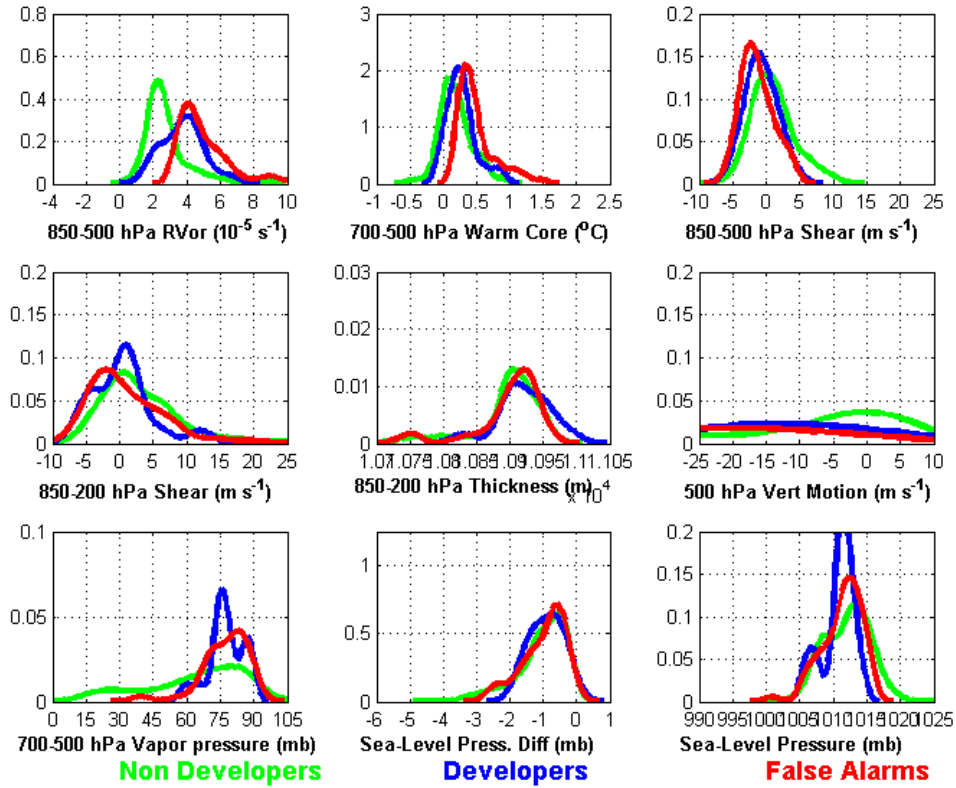 0.8 3 0.2
0.6 0.15
2
0.4 0.1
1
0.2 0.05
0 0 0
-4 -2 0 2 4 6 8 10 -1 -0.5 0 0.5 1 1.5 2 2.5 -10 -5 0 5 10 15 20 25
850-500 hPa RVor (10-5 s-1) 700-500 hPa Warm Core (oC) 850-500 hPa Shear (m s-1)
0.2 0.03 0.2
0.15 0.15
0.02
0.1 0.1
0.01
0.05 0.05
0 0 0
-10 -5 0 5 10 15 20 25 1.07 1.075 1.08 1.085 1.09 1.095 1.1 1.105 -25 -20 -15 -10 -5 0 5 10
850-200 hPa Shear (m s-1) 850-200 hPa Thickness (m) x 104 500 hPa Vert Motion (m s-1)
0.1 0.2
1
0.15
0.05 0.5 0.1
0.05
0 0 0
0 15 30 45 60 75 90 105 -6 -5 -4 -3 -2 -1 0 1 990 995 1000 1005 1010 1015 1020 1025
700-500 hPa Vapor pressure (mb) Sea-Level Press. Diff (mb) Sea-Level Pressure (mb)
Non Developers Developers False Alarms